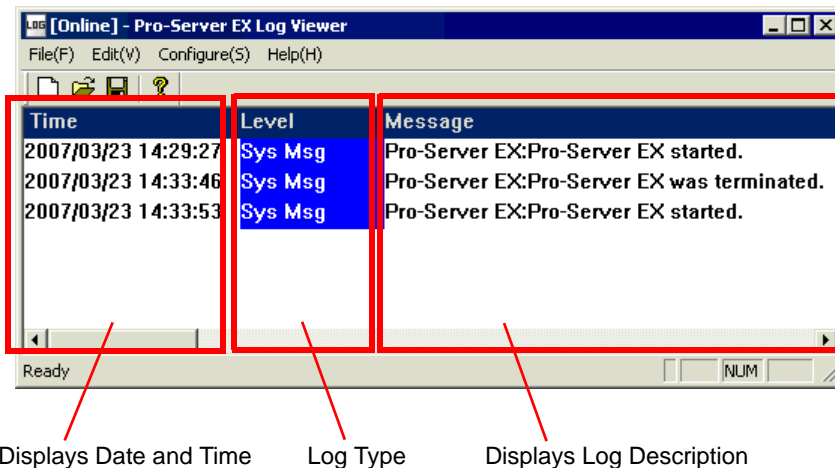 LOG [Online] - Pro-Server EX Log Viewer
File(F) Edit(V) Configure(S) Help(H)
Time Level Message
2007/03/23 14:29:27 Sys Msg Pro-Server EX:Pro-Server EX started.
2007/03/23 14:33:46 Sys Msg Pro-Server EX:Pro-Server EX was terminated.
2007/03/23 14:33:53 Sys Msg Pro-Server EX:Pro-Server EX started.
Ready NUM
Displays Date and Time Log Type Displays Log Description